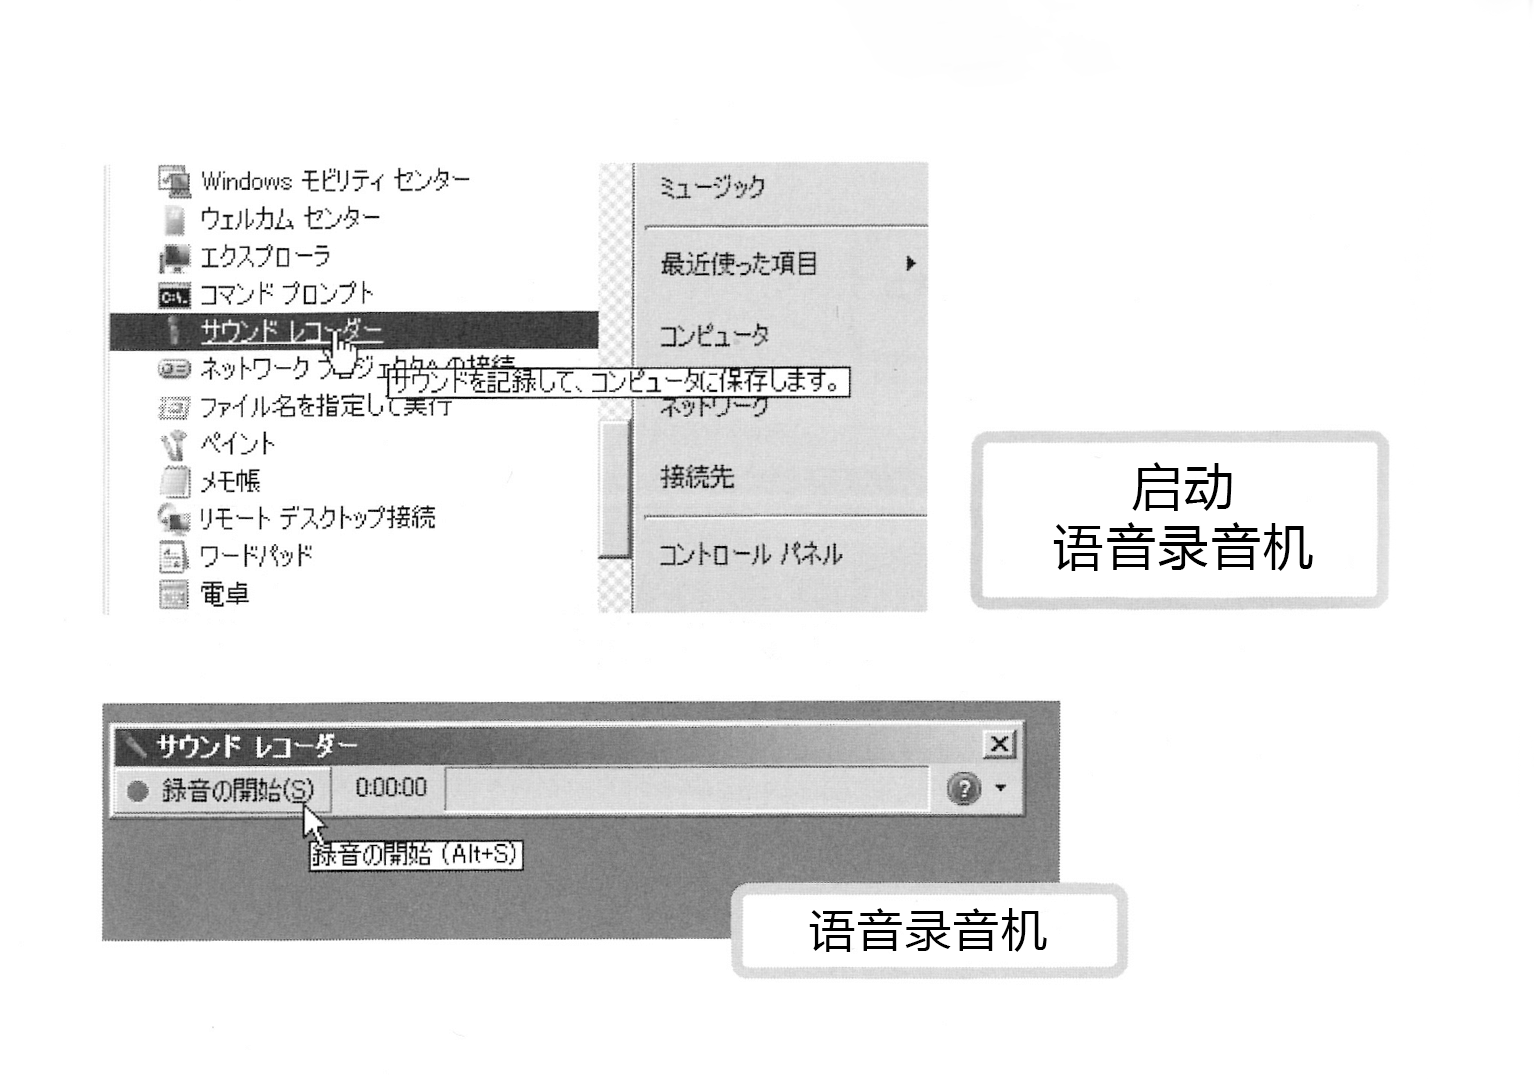 Windows モビリティ センター
ウェルカム センター
エクスプローラ
コマンド プロンプト
サウンド レコーダー
ネットワーク プロジェクタへの接続
サウンドを記録して、コンピュータに保存します。
ファイル名を指定して実行
ペイント
メモ帳
リモート デスクトップ接続
ワードパッド
電卓
ミュージック
最近使った項目
コンピュータ
ネットワーク
接続先
コントロール パネル
启动
语音录音机
サウンド レコーダー
録音の開始(S)
0:00:00
録音の開始 (Alt+S)
语音录音机